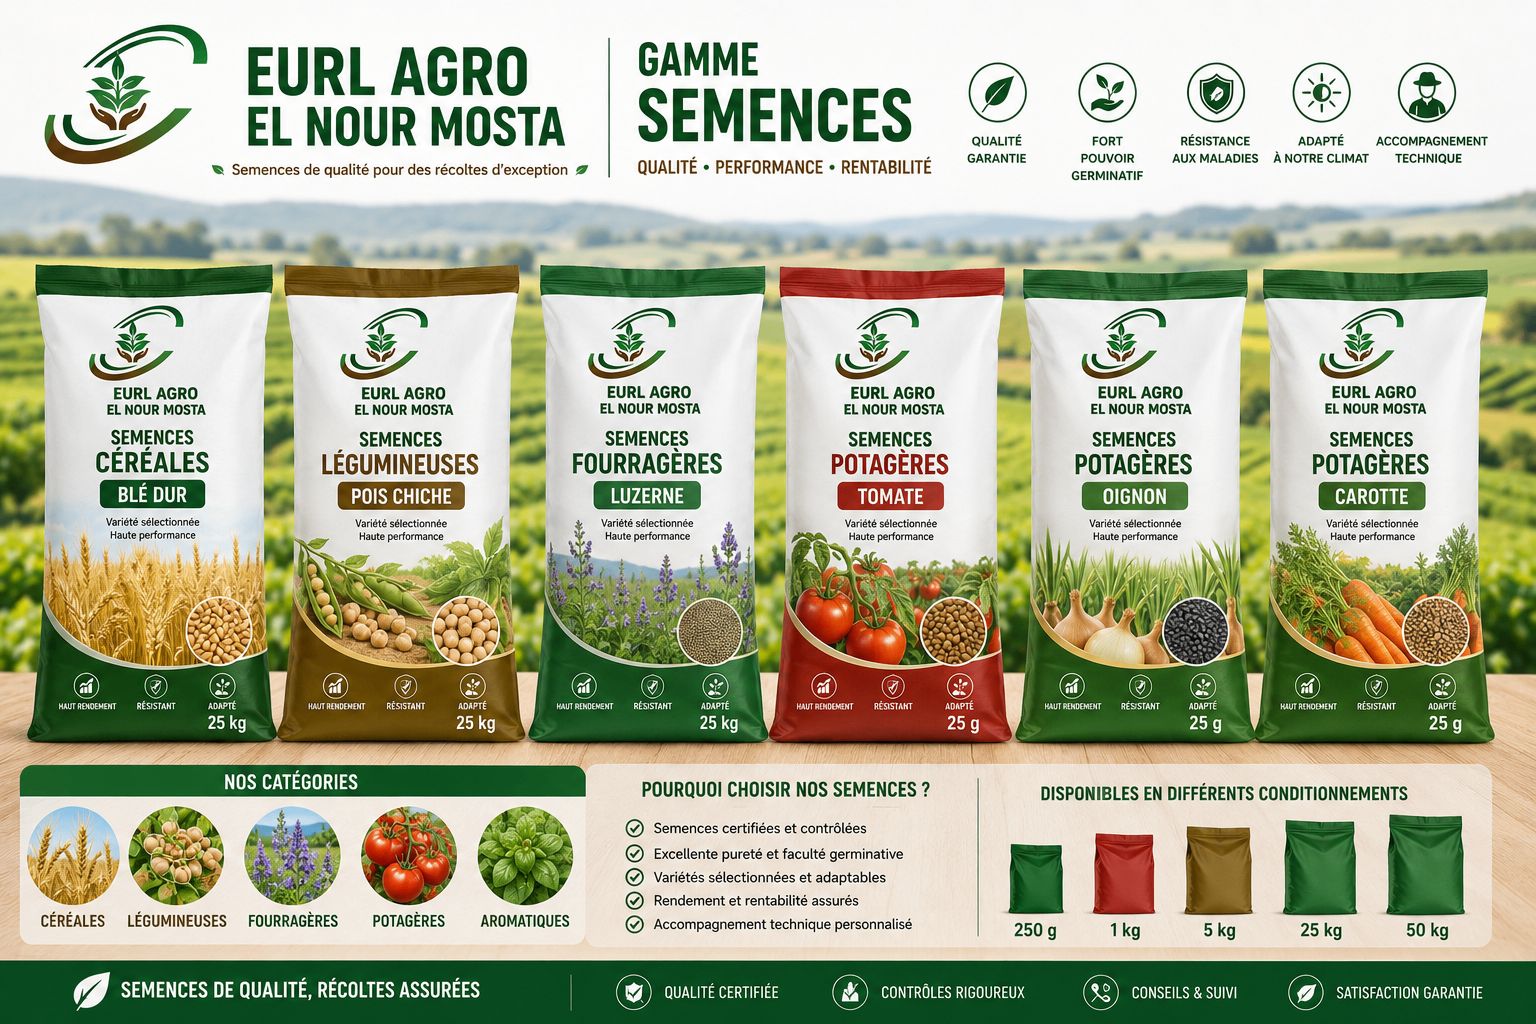 EURL AGRO
EL NOUR MOSTA
Semences de qualité pour des récoltes d'exception
GAMME
SEMENCES
QUALITÉ • PERFORMANCE • RENTABILITÉ
QUALITÉ
GARANTIE
FORT
POUVOIR
GERMINATIF
RÉSISTANCE
AUX MALADIES
ADAPTÉ
À NOTRE CLIMAT
ACCOMPAGNEMENT
TECHNIQUE
EURL AGRO
EL NOUR MOSTA
SEMENCES
CÉRÉALES
BLÉ DUR
Variété sélectionnée
Haute performance
HAUT RENDEMENT
RÉSISTANT
ADAPTÉ
25 kg
EURL AGRO
EL NOUR MOSTA
SEMENCES
LÉGUMINEUSES
POIS CHICHE
Variété sélectionnée
Haute performance
HAUT RENDEMENT
RÉSISTANT
ADAPTÉ
25 kg
EURL AGRO
EL NOUR MOSTA
SEMENCES
FOURRAGÈRES
LUZERNE
Variété sélectionnée
Haute performance
HAUT RENDEMENT
RÉSISTANT
ADAPTÉ
25 kg
EURL AGRO
EL NOUR MOSTA
SEMENCES
POTAGÈRES
TOMATE
Variété sélectionnée
Haute performance
HAUT RENDEMENT
RÉSISTANT
ADAPTÉ
25 g
EURL AGRO
EL NOUR MOSTA
SEMENCES
POTAGÈRES
OIGNON
Variété sélectionnée
Haute performance
HAUT RENDEMENT
RÉSISTANT
ADAPTÉ
25 g
EURL AGRO
EL NOUR MOSTA
SEMENCES
POTAGÈRES
CAROTTE
Variété sélectionnée
Haute performance
HAUT RENDEMENT
RÉSISTANT
ADAPTÉ
25 g
NOS CATÉGORIES
CÉRÉALES
LÉGUMINEUSES
FOURRAGÈRES
POTAGÈRES
AROMATIQUES
POURQUOI CHOISIR NOS SEMENCES ?
Semences certifiées et contrôlées
Excellente pureté et faculté germinative
Variétés sélectionnées et adaptables
Rendement et rentabilité assurés
Accompagnement technique personnalisé
DISPONIBLES EN DIFFÉRENTS CONDITIONNEMENTS
250 g
1 kg
5 kg
25 kg
50 kg
SEMENCES DE QUALITÉ, RÉCOLTES ASSURÉES
QUALITÉ CERTIFIÉE
CONTRÔLES RIGOUREUX
CONSEILS & SUIVI
SATISFACTION GARANTIE